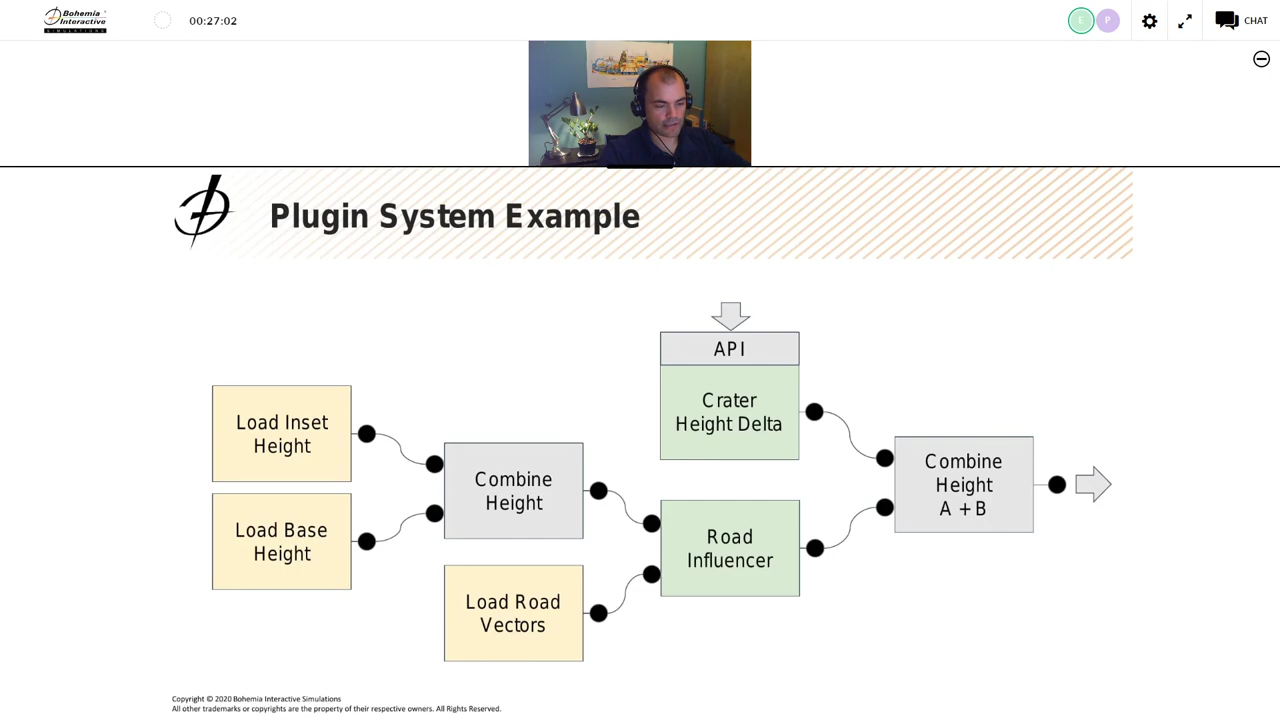 Bohemia
Interactive
SIMULATIONS
00:27:02
E
P
CHAT
Plugin System Example
API
Crater
Height Delta
Load Inset
Height
Load Base
Height
Combine
Height
Load Road
Vectors
Road
Influencer
Combine
Height
A + B
Copyright © 2020 Bohemia Interactive Simulations
All other trademarks or copyrights are the property of their respective owners. All Rights Reserved.